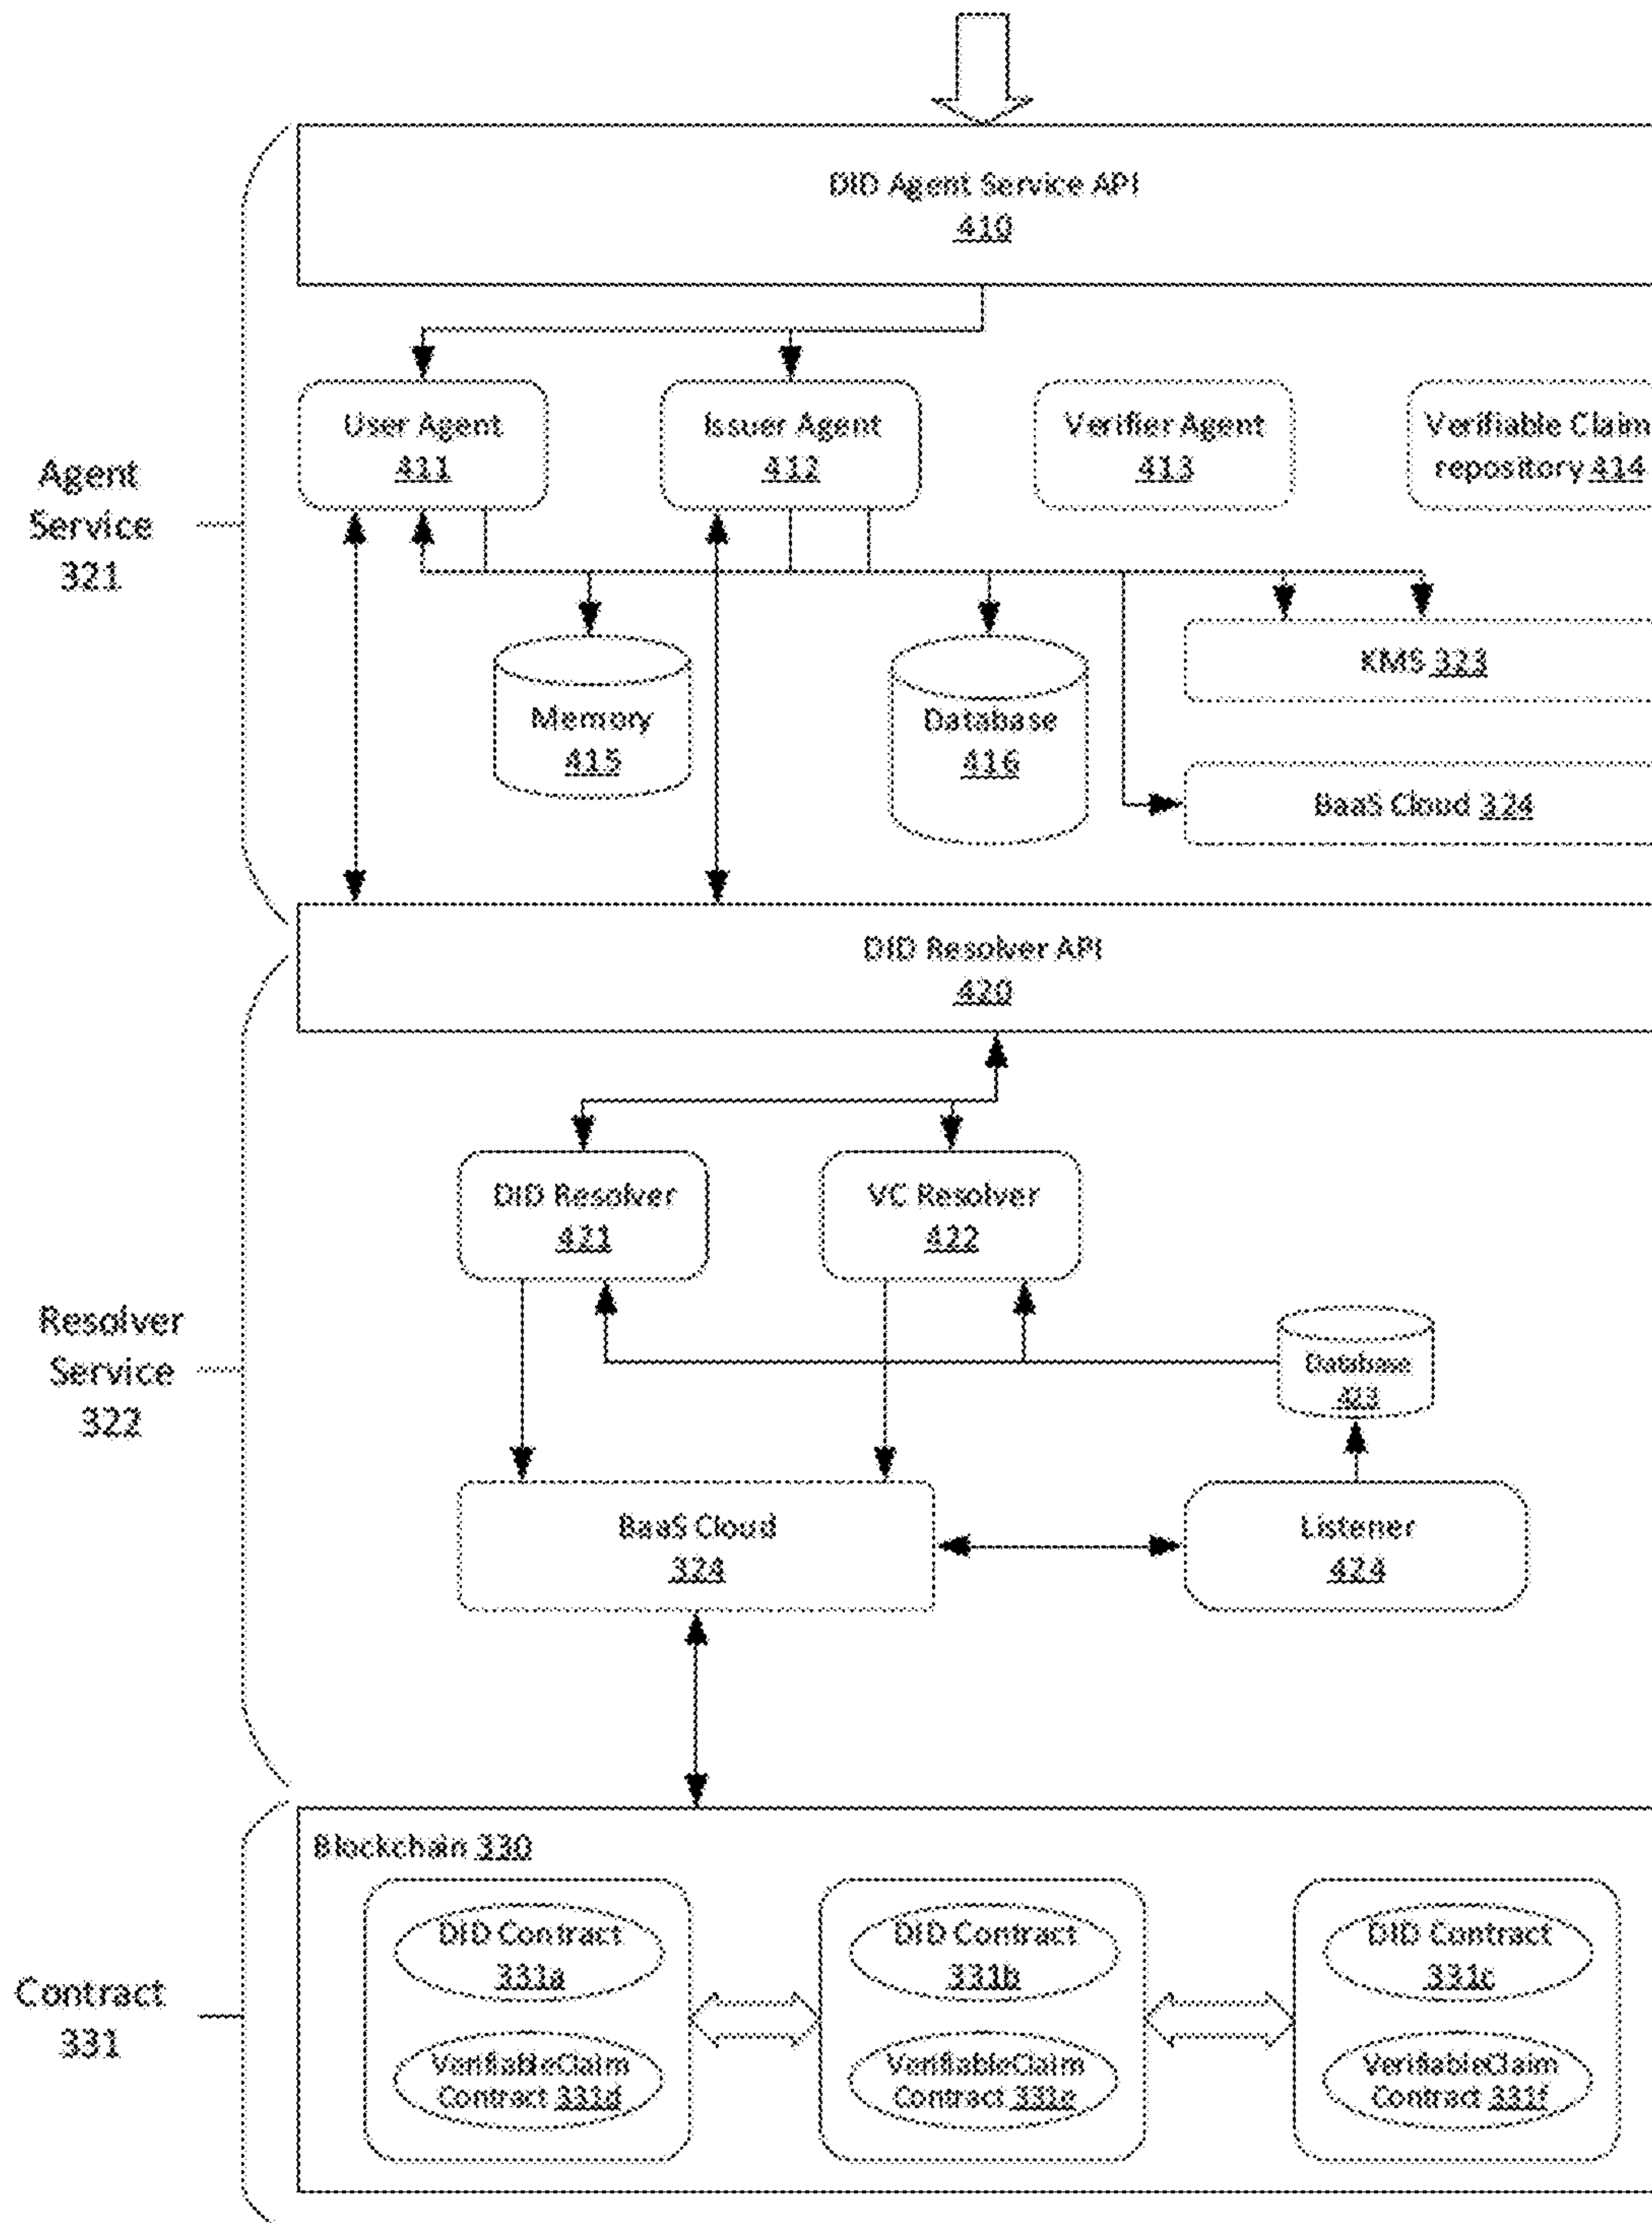 DID Agent Service API
410
User Agent
411
Issuer Agent
412
Verifier Agent
413
Verifiable Claim
repository 414
Agent
Service
321
KMS 323
Memory
415
Database
416
BaaS Cloud 324
DID Resolver API
420
DID Resolver
421
VC Resolver
422
Resolver
Service
322
Database
423
BaaS Cloud
324
Listener
424
Blockchain 330
DID Contract
331a
DID Contract
331b
DID Contract
331c
Contract
331
VerifiableClaim
Contract 331d
VerifiableClaim
Contract 331e
VerifiableClaim
Contract 331f